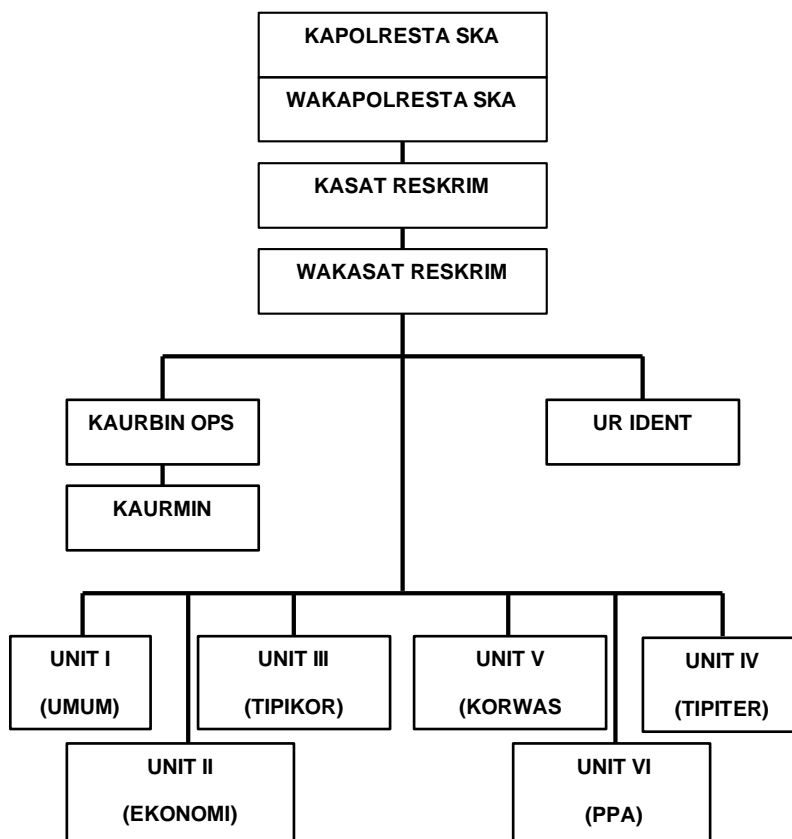 KAPOLRESTA SKA
WAKAPOLRESTA SKA
KASAT RESKRIM
WAKASAT RESKRIM
KAURBIN OPS
UR IDENT
KAURMIN
UNIT I
(UMUM)
UNIT III
(TIPIKOR)
UNIT V
(KORWAS
UNIT IV
(TIPITER)
UNIT II
(EKONOMI)
UNIT VI
(PPA)